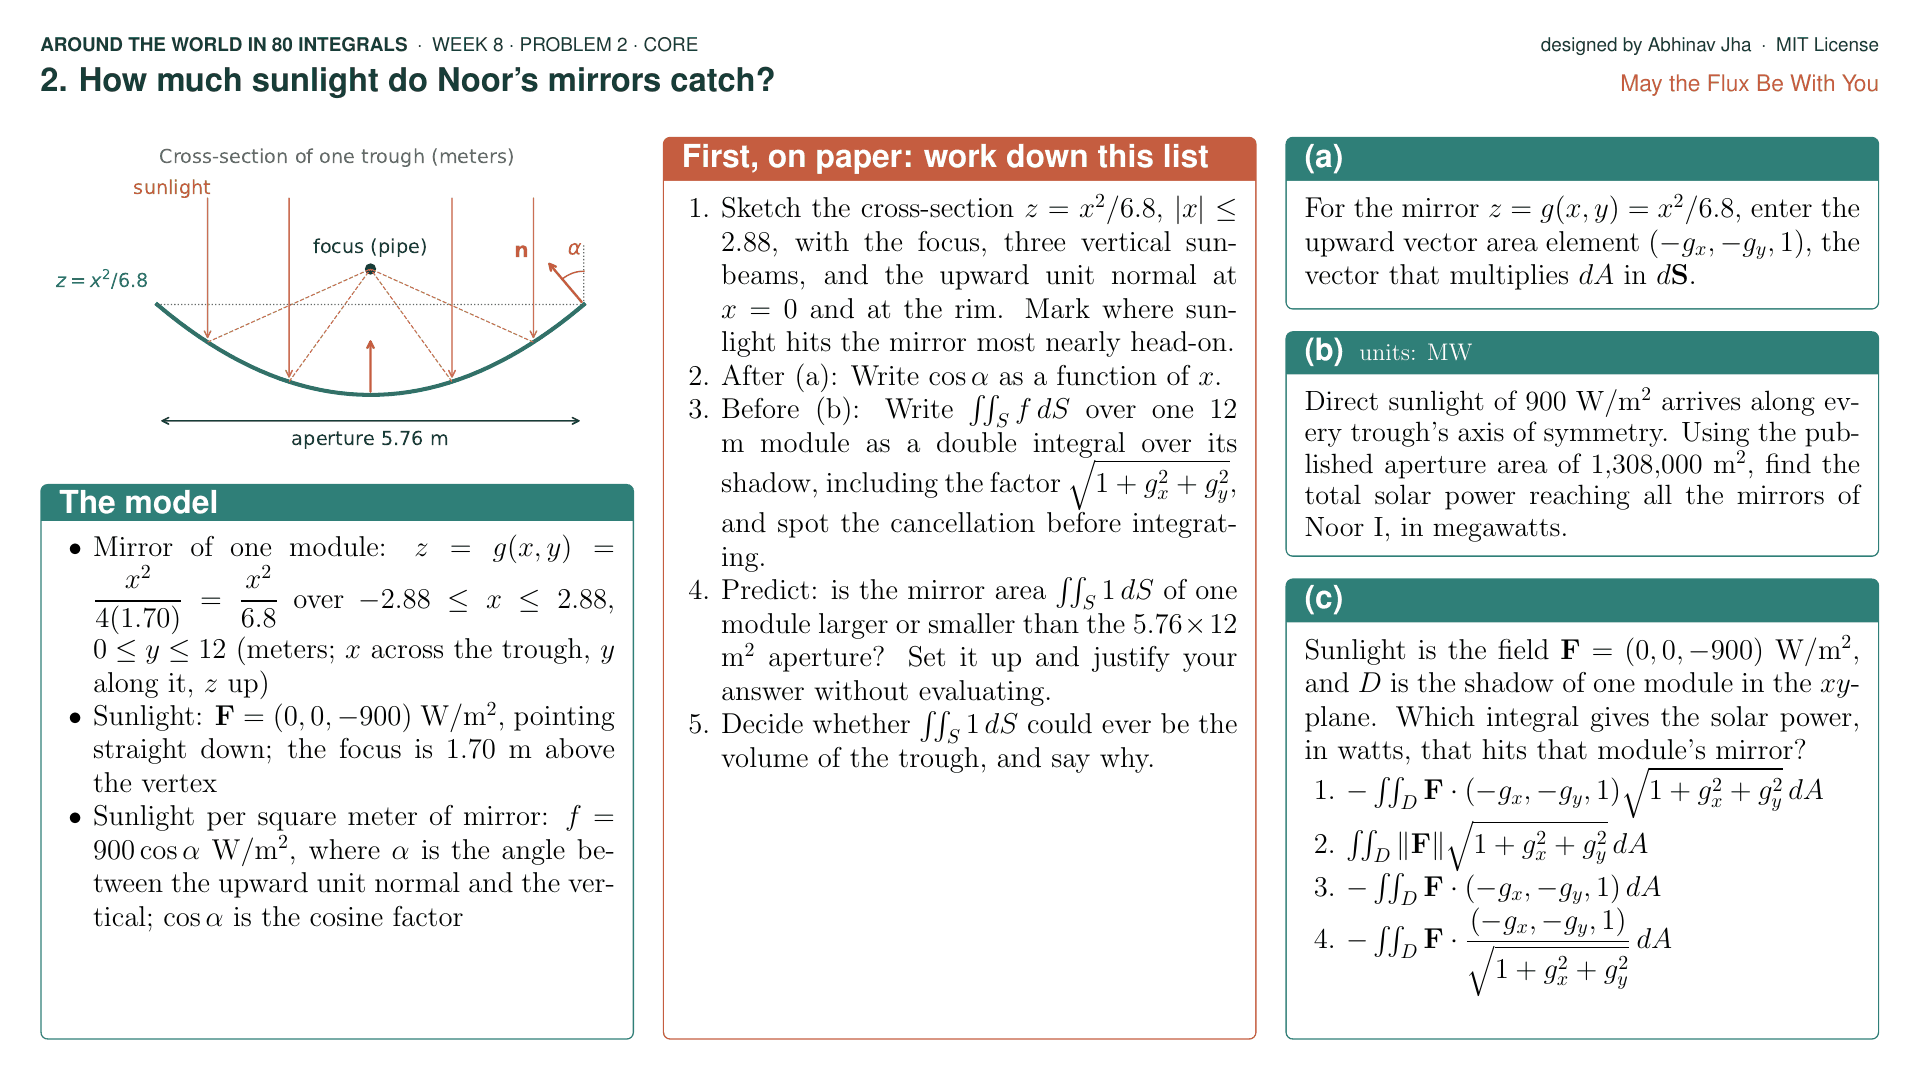 AROUND THE WORLD IN 80 INTEGRALS · WEEK 8 · PROBLEM 2 · CORE
designed by Abhinav Jha · MIT License
2. How much sunlight do Noor's mirrors catch?
May the Flux Be With You
Cross-section of one trough (meters)
sunlight
focus (pipe)
n
α
z = x²/6.8
aperture 5.76 m
The model
• Mirror of one module: z = g(x, y) =
x²/4(1.70) = x²/6.8 over −2.88 ≤ x ≤ 2.88,
0 ≤ y ≤ 12 (meters; x across the trough, y
along it, z up)
• Sunlight: F = (0, 0, −900) W/m², pointing
straight down; the focus is 1.70 m above
the vertex
• Sunlight per square meter of mirror: f =
900 cos α W/m², where α is the angle be-
tween the upward unit normal and the ver-
tical; cos α is the cosine factor
First, on paper: work down this list
1. Sketch the cross-section z = x²/6.8, |x| ≤
2.88, with the focus, three vertical sun-
beams, and the upward unit normal at
x = 0 and at the rim. Mark where sun-
light hits the mirror most nearly head-on.
2. After (a): Write cos α as a function of x.
3. Before (b): Write ∬_S f dS over one 12
m module as a double integral over its
shadow, including the factor √(1 + g_x² + g_y²),
and spot the cancellation before integrat-
ing.
4. Predict: is the mirror area ∬_S 1 dS of one
module larger or smaller than the 5.76 × 12
m² aperture? Set it up and justify your
answer without evaluating.
5. Decide whether ∬_S 1 dS could ever be the
volume of the trough, and say why.
(a)
For the mirror z = g(x, y) = x²/6.8, enter the
upward vector area element (−g_x, −g_y, 1), the
vector that multiplies dA in dS.
(b) units: MW
Direct sunlight of 900 W/m² arrives along ev-
ery trough's axis of symmetry. Using the pub-
lished aperture area of 1,308,000 m², find the
total solar power reaching all the mirrors of
Noor I, in megawatts.
(c)
Sunlight is the field F = (0, 0, −900) W/m²,
and D is the shadow of one module in the xy-
plane. Which integral gives the solar power,
in watts, that hits that module's mirror?
1. −∬_D F · (−g_x, −g_y, 1)√(1 + g_x² + g_y²) dA
2. ∬_D ‖F‖√(1 + g_x² + g_y²) dA
3. −∬_D F · (−g_x, −g_y, 1) dA
4. −∬_D F · (−g_x, −g_y, 1)/√(1 + g_x² + g_y²) dA